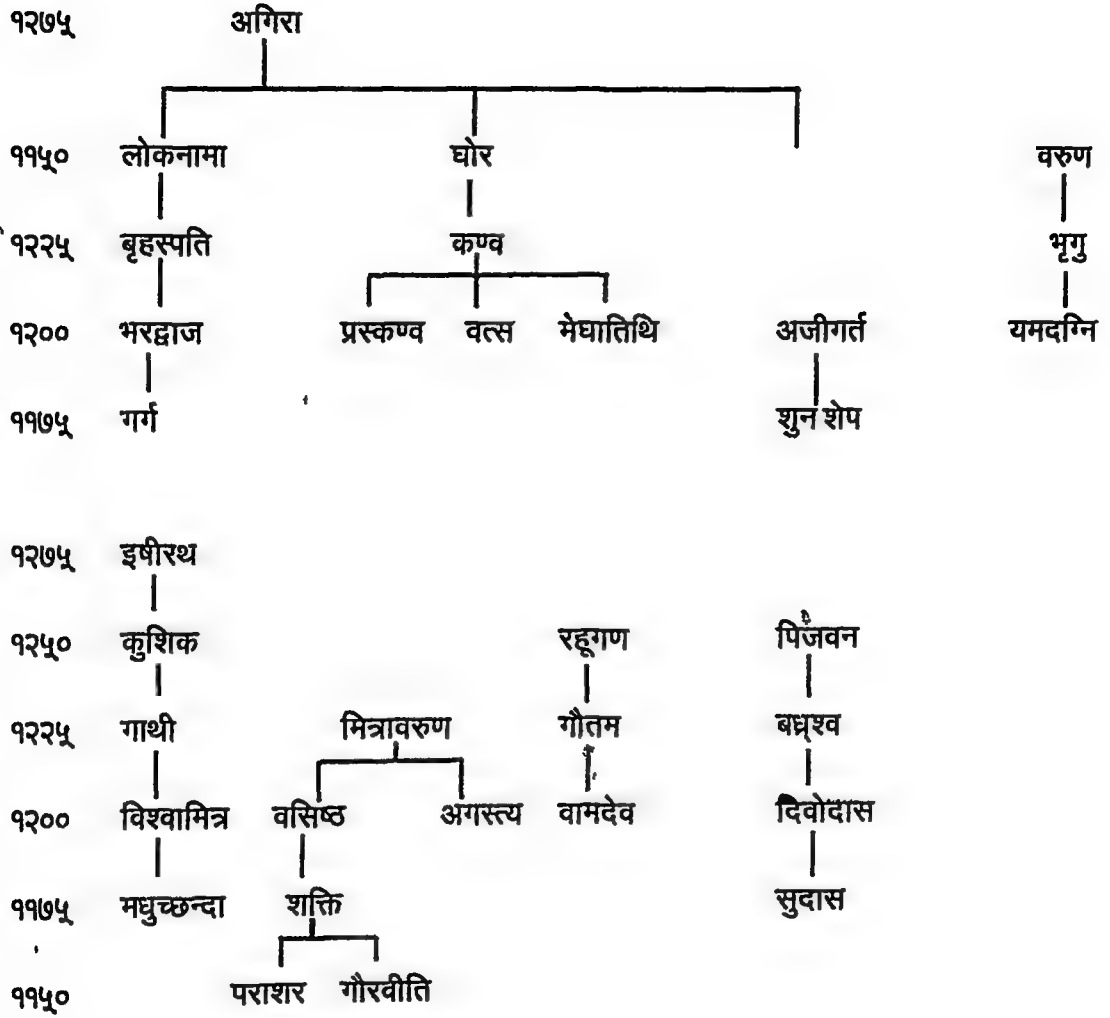 १२७५ अगिरा
११५० लोकनामा घोर वरुण
१२२५ बृहस्पति कण्व भृगु
१२०० भरद्वाज प्रस्कण्व वत्स मेघातिथि अजीगर्त यमदग्नि
११७५ गर्ग शुन शेप
१२७५ इषीरथ
१२५० कुशिक रहूगण पिजवन
१२२५ गाथी मित्रावरुण गौतम बध्र्श्व
१२०० विश्वामित्र वसिष्ठ अगस्त्य वामदेव दिवोदास
११७५ मधुच्छन्दा शक्ति सुदास
११५० पराशर गौरवीति